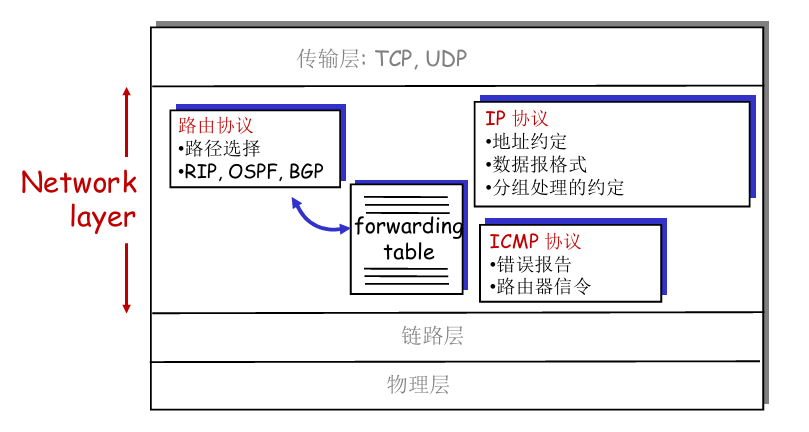 传输层: TCP, UDP
Network
layer
路由协议
•路径选择
•RIP, OSPF, BGP
forwarding
table
IP 协议
•地址约定
•数据报格式
•分组处理的约定
ICMP 协议
•错误报告
•路由器信令
链路层
物理层